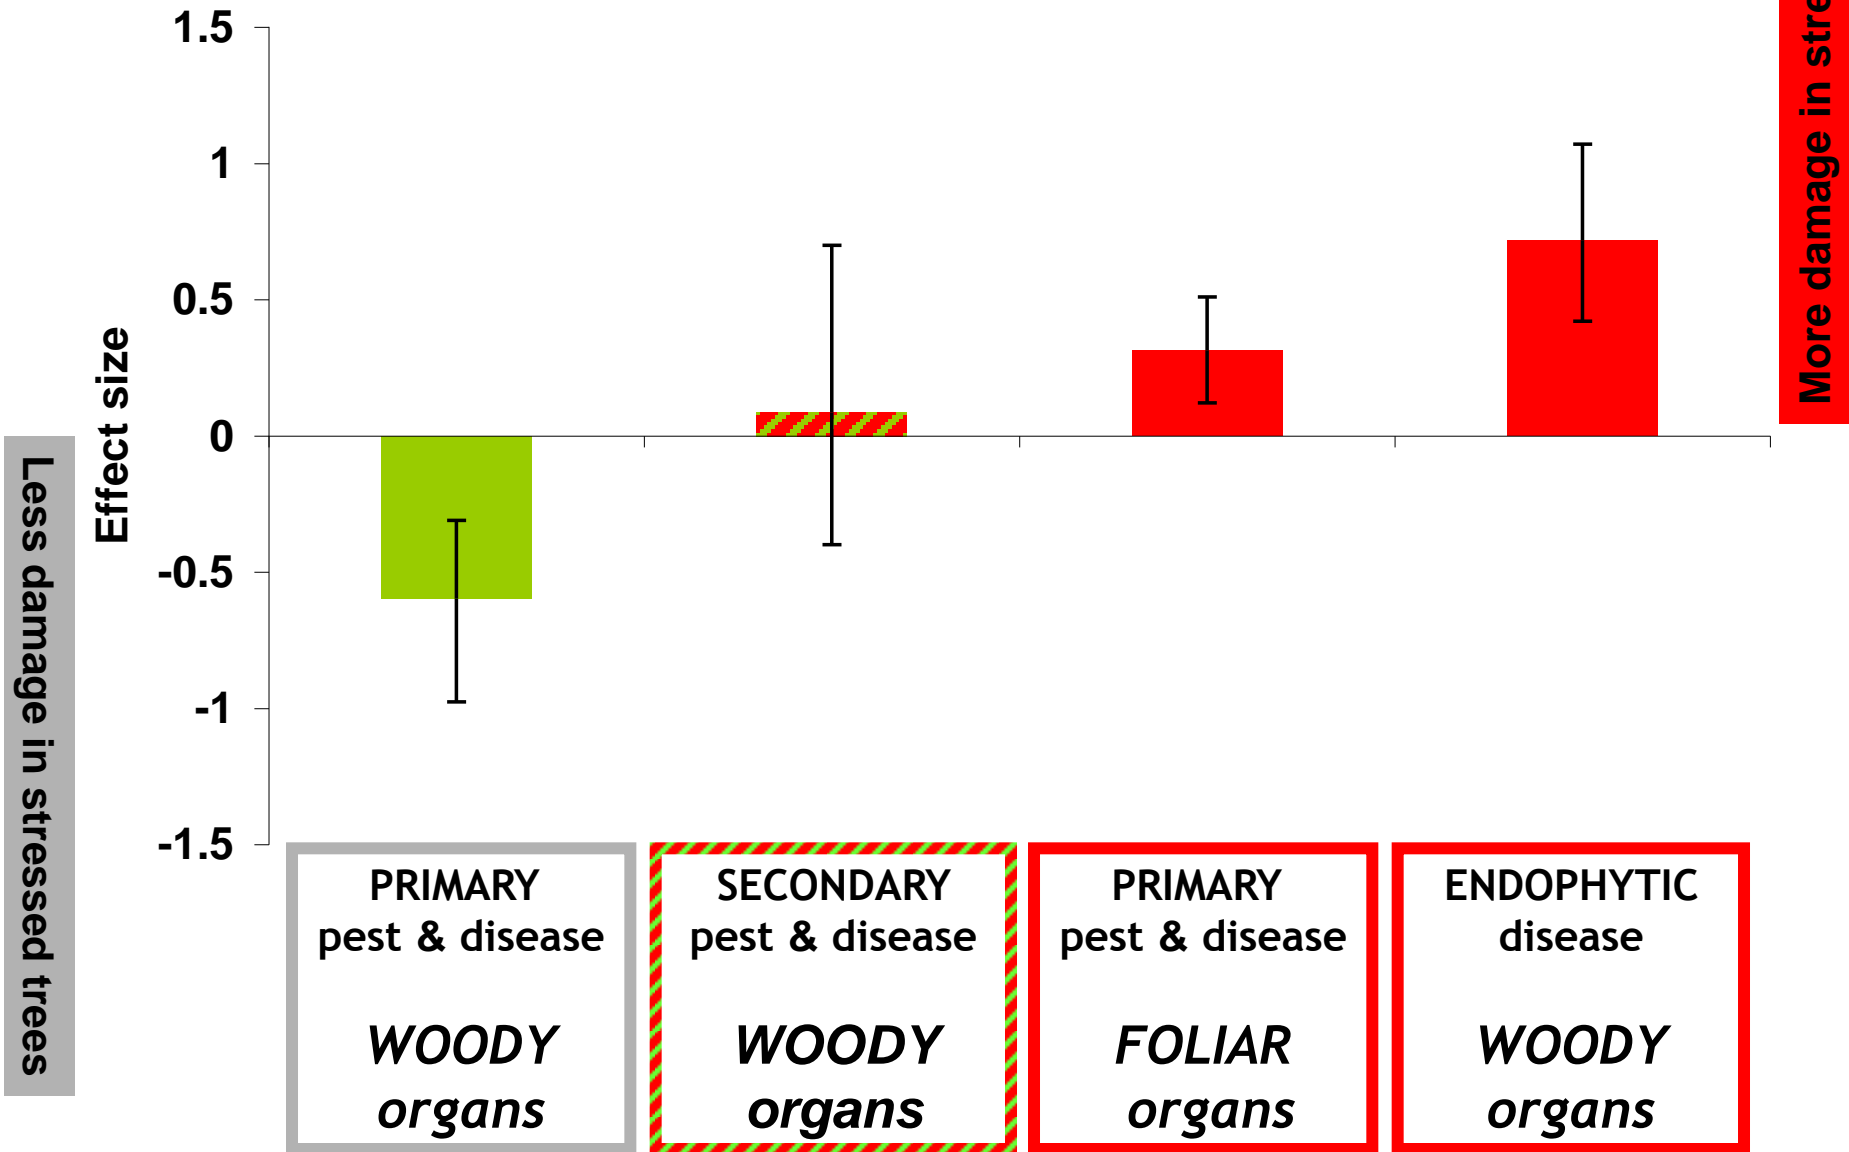 1.5
1
0.5
0
-0.5
-1
-1.5
Effect size
Less damage in stressed trees
More damage in
PRIMARY
pest & disease
WOODY
organs
SECONDARY
pest & disease
WOODY
organs
PRIMARY
pest & disease
FOLIAR
organs
ENDOPHYTIC
disease
WOODY
organs